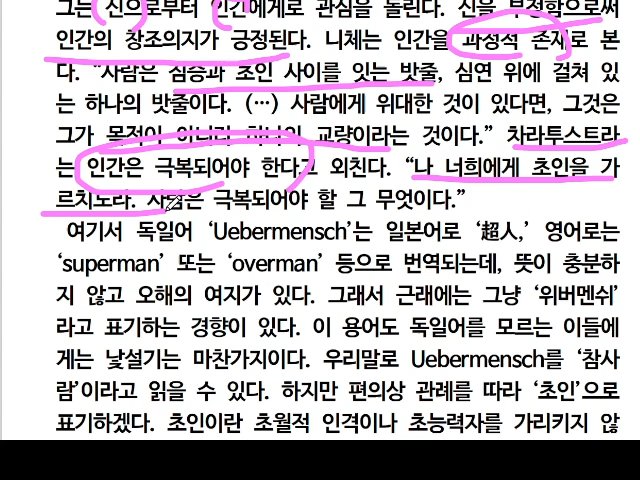 그는 신으로부터 인간에게로 관심을 돌린다. 신을 부정함으로써
인간의 창조의지가 긍정된다. 니체는 인간을 과정적 존재로 본
다. “사람은 짐승과 초인 사이를 잇는 밧줄, 심연 위에 걸쳐 있
는 하나의 밧줄이다. (⋯) 사람에게 위대한 것이 있다면, 그것은
그가 목적이 아니라 하나의 교량이라는 것이다.” 차라투스트라
는 인간은 극복되어야 한다고 외친다. “나 너희에게 초인을 가
르치노라. 사람은 극복되어야 할 그 무엇이다.”
여기서 독일어 ‘Uebermensch’는 일본어로 ‘超人,’ 영어로는
‘superman’ 또는 ‘overman’ 등으로 번역되는데, 뜻이 충분하
지 않고 오해의 여지가 있다. 그래서 근래에는 그냥 ‘위버멘쉬’
라고 표기하는 경향이 있다. 이 용어도 독일어를 모르는 이들에
게는 낯설기는 마찬가지이다. 우리말로 Uebermensch를 ‘참사
람’이라고 읽을 수 있다. 하지만 편의상 관례를 따라 ‘초인’으로
표기하겠다. 초인이란 초월적 인격이나 초능력자를 가리키지 않